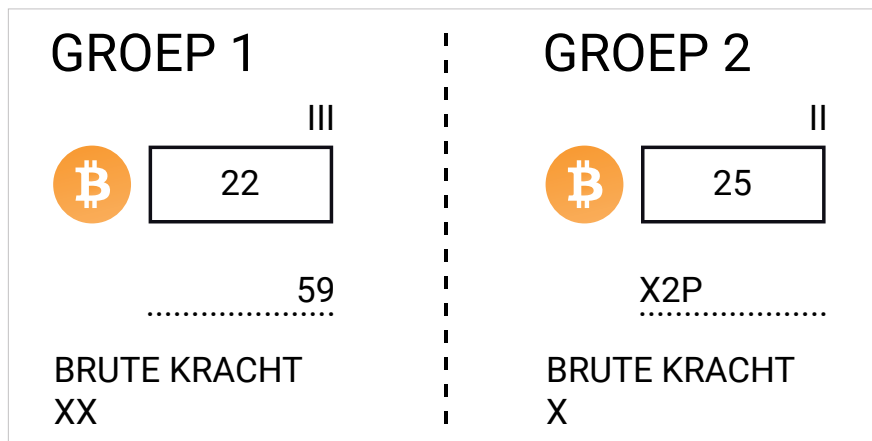 GROEP 1
III
22
59
BRUTE KRACHT
XX
GROEP 2
II
25
X2P
BRUTE KRACHT
X